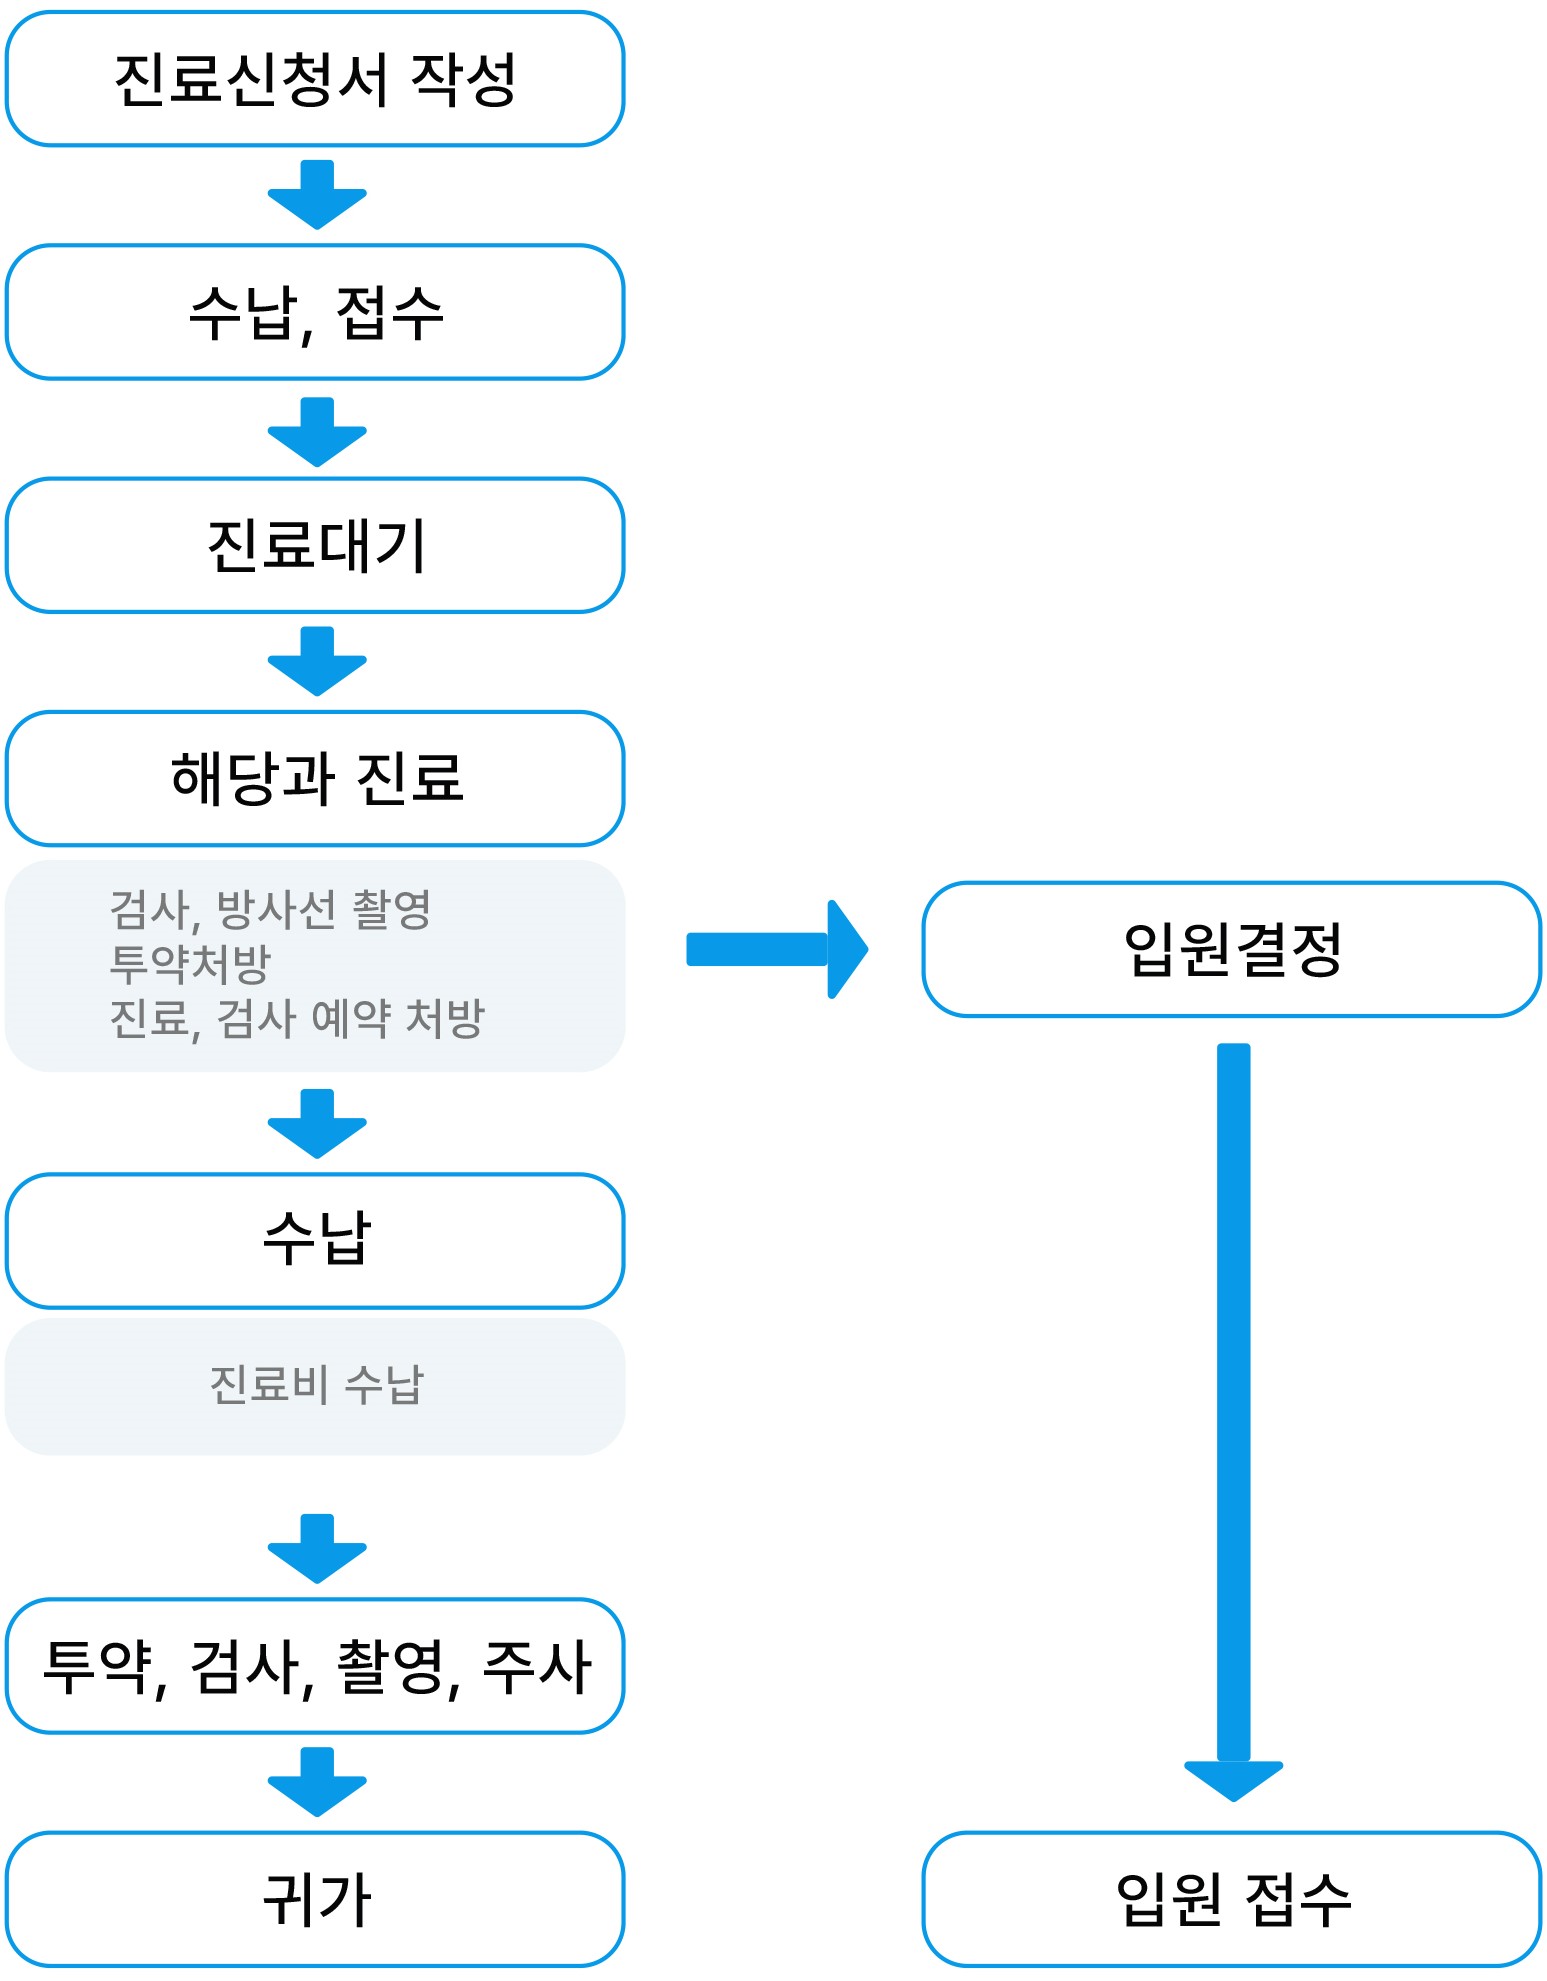 진료신청서 작성
수납, 접수
진료대기
해당과 진료
검사, 방사선 촬영
투약처방
진료, 검사 예약 처방
입원결정
수납
진료비 수납
투약, 검사, 촬영, 주사
귀가
입원 접수